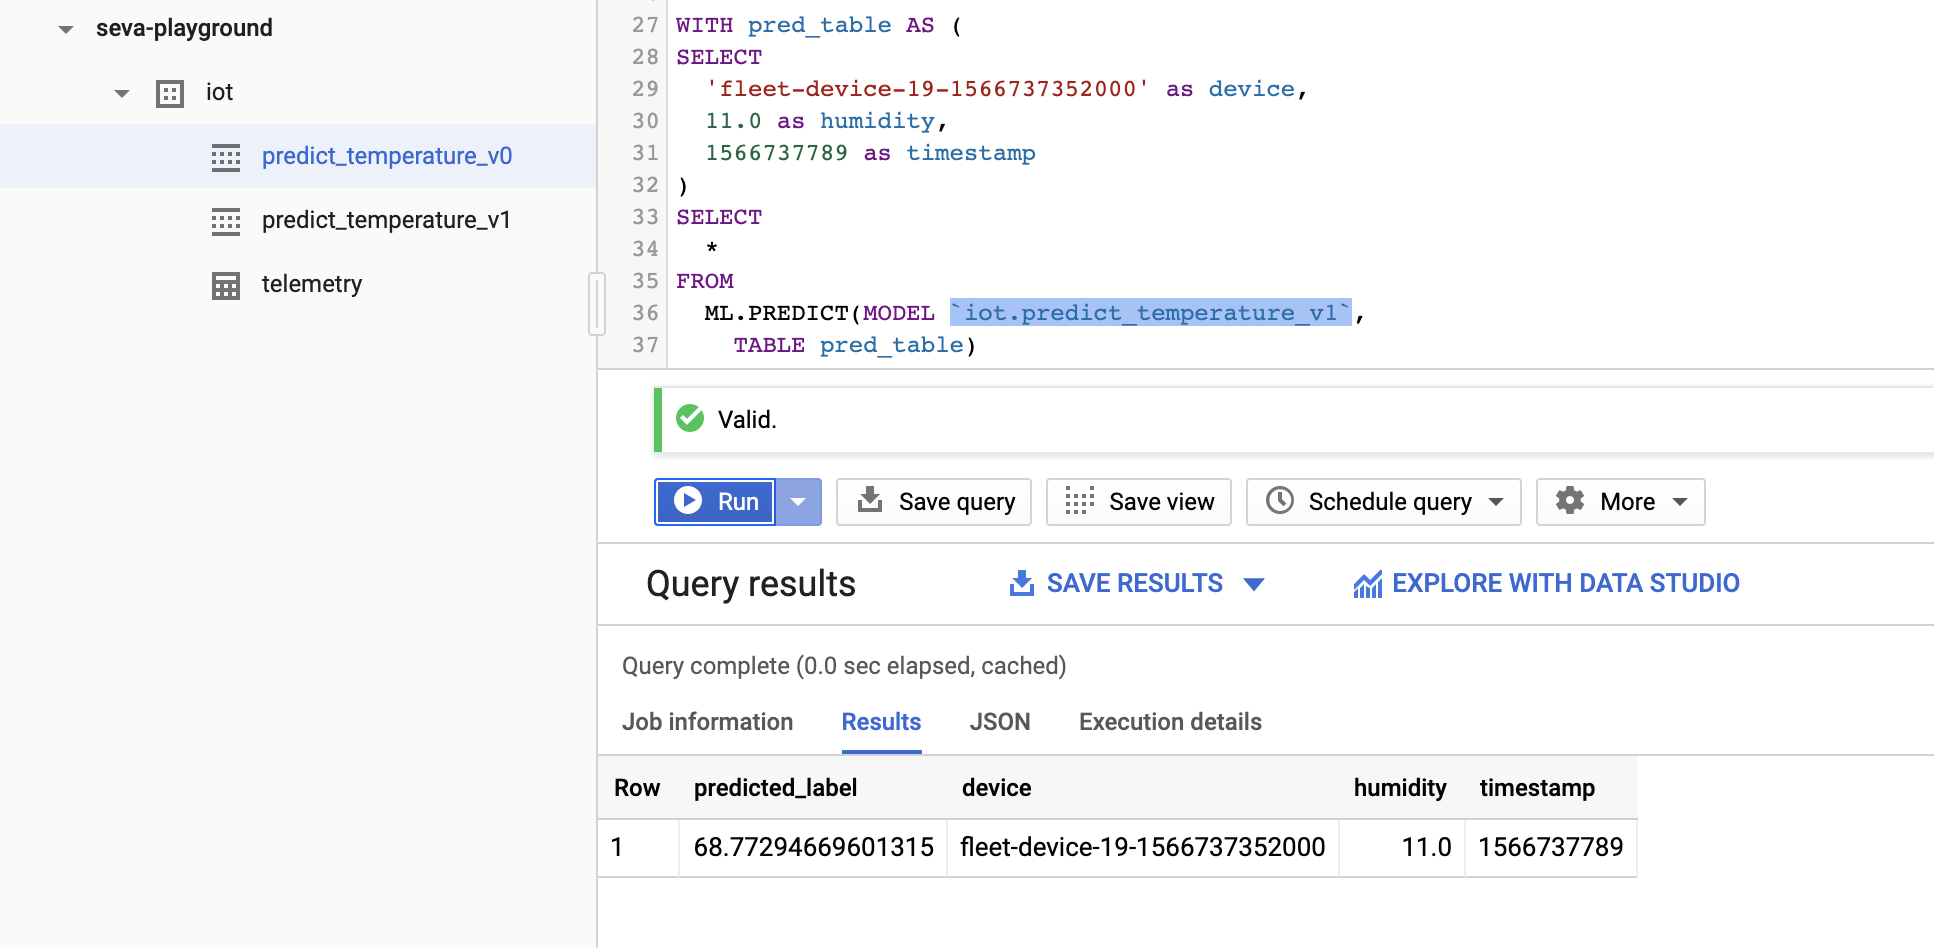 seva-playground
iot
predict_temperature_v0
predict_temperature_v1
telemetry
27 WITH pred_table AS (
28 SELECT
29 'fleet-device-19-1566737352000' as device,
30 11.0 as humidity,
31 1566737789 as timestamp
32 )
33 SELECT
34 *
35 FROM
36 ML.PREDICT(MODEL `iot.predict_temperature_v1`,
37 TABLE pred_table)
Valid.
Run Save query Save view Schedule query More
Query results SAVE RESULTS EXPLORE WITH DATA STUDIO
Query complete (0.0 sec elapsed, cached)
Job information Results JSON Execution details
Row predicted_label device humidity timestamp
1 68.77294669601315 fleet-device-19-1566737352000 11.0 1566737789